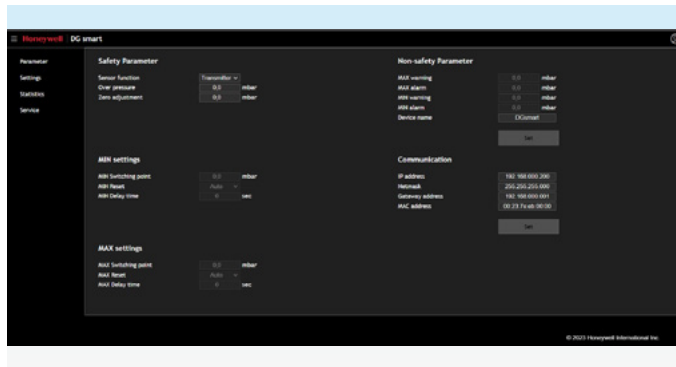 Honeywell DG smart
Parameter
Settings
Statistics
Service
Safety Parameter
Sensor function Transmitter
Over pressure 0,0 mbar
Zero adjustment 0,0 mbar
MIN settings
MIN Switching point 0,0 mbar
MIN Reset Auto
MIN Delay time 0 sec
MAX settings
MAX Switching point 0,0 mbar
MAX Reset Auto
MAX Delay time 0 sec
Non-safety Parameter
MAX warning 0,0 mbar
MAX alarm 0,0 mbar
MIN warning 0,0 mbar
MIN alarm 0,0 mbar
Device name DGsmart
Set
Communication
IP address 192.168.000.200
Netmask 255.255.255.000
Gateway address 192.168.000.001
MAC address
Set
© 2023 Honeywell International Inc.